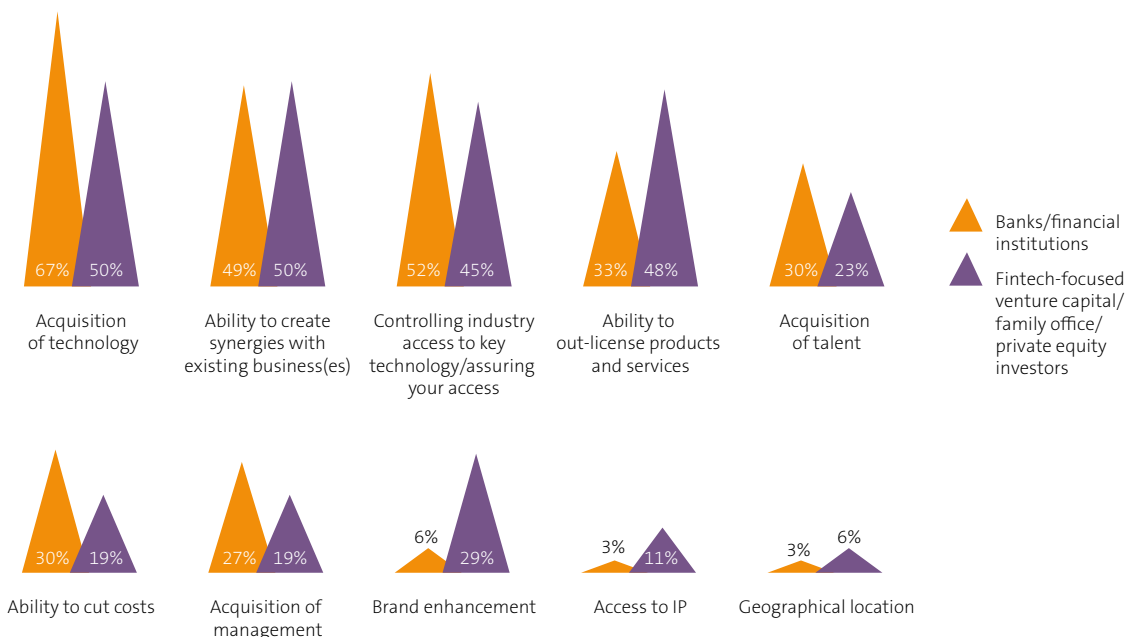 67%
50%
49%
50%
52%
45%
33%
48%
30%
23%
Acquisition
of technology
Ability to create
synergies with
existing business(es)
Controlling industry
access to key
technology/assuring
your access
Ability to
out-license products
and services
Acquisition
of talent
Banks/financial
institutions
Fintech-focused
venture capital/
family office/
private equity
investors
30%
19%
27%
19%
6%
29%
3%
11%
3%
6%
Ability to cut costs
Acquisition of
management
Brand enhancement
Access to IP
Geographical location